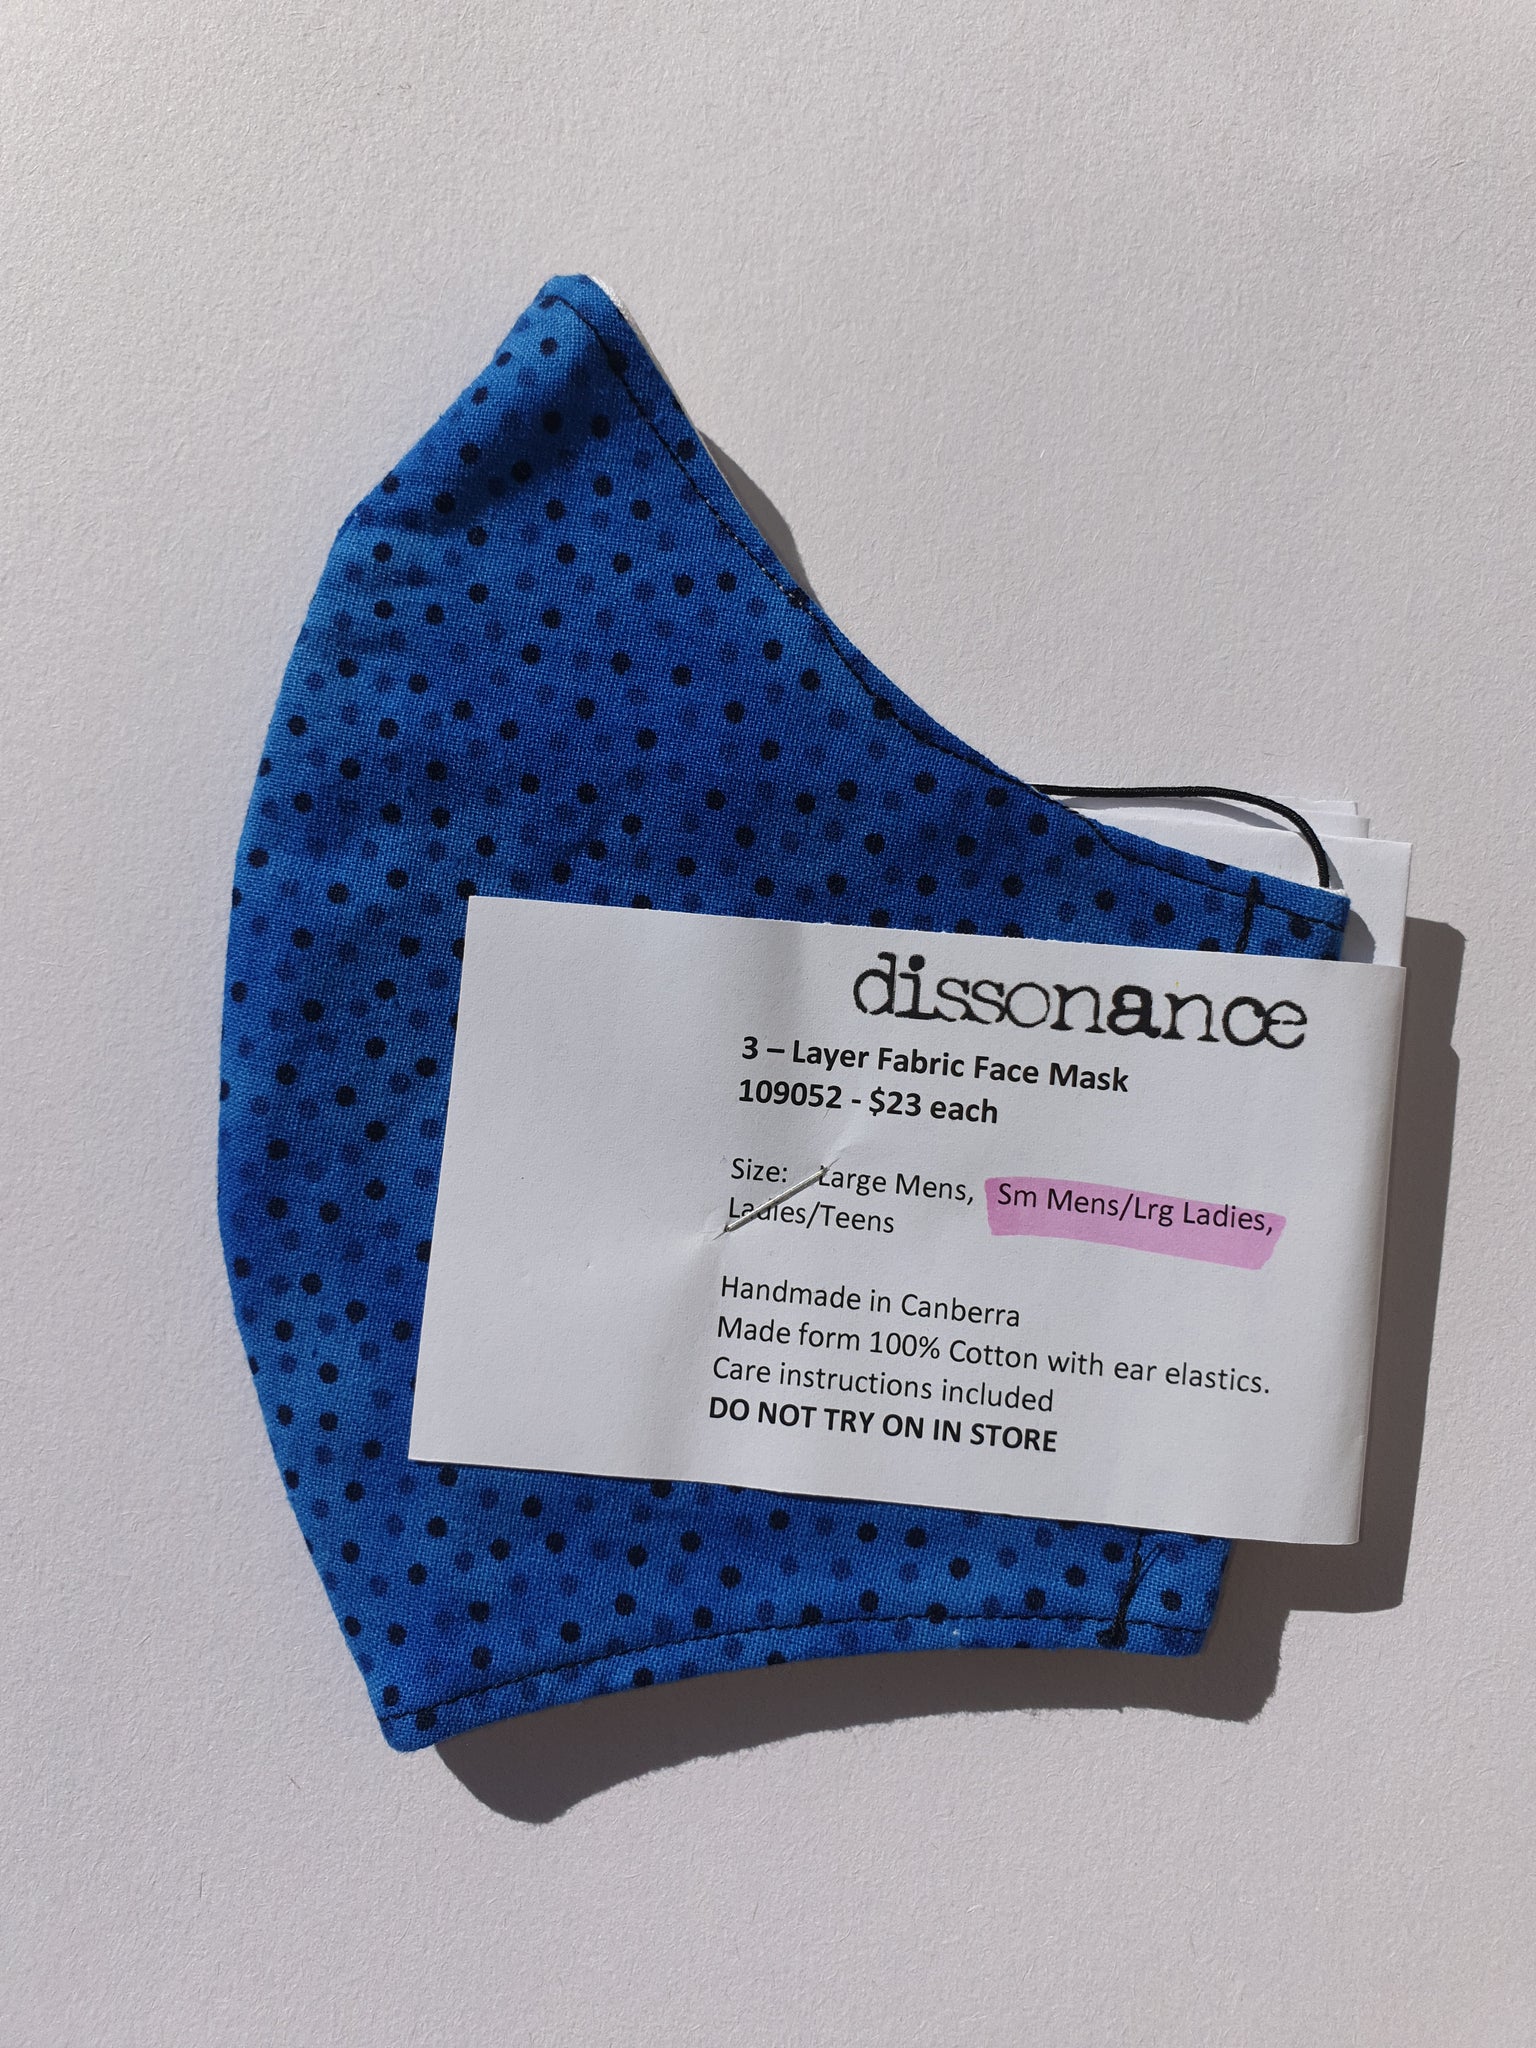 dissonance
3 – Layer Fabric Face Mask
109052 - $23 each
Size: Large Mens, Sm Mens/Lrg Ladies,
Ladies/Teens
Handmade in Canberra
Made form 100% Cotton with ear elastics.
Care instructions included
DO NOT TRY ON IN STORE